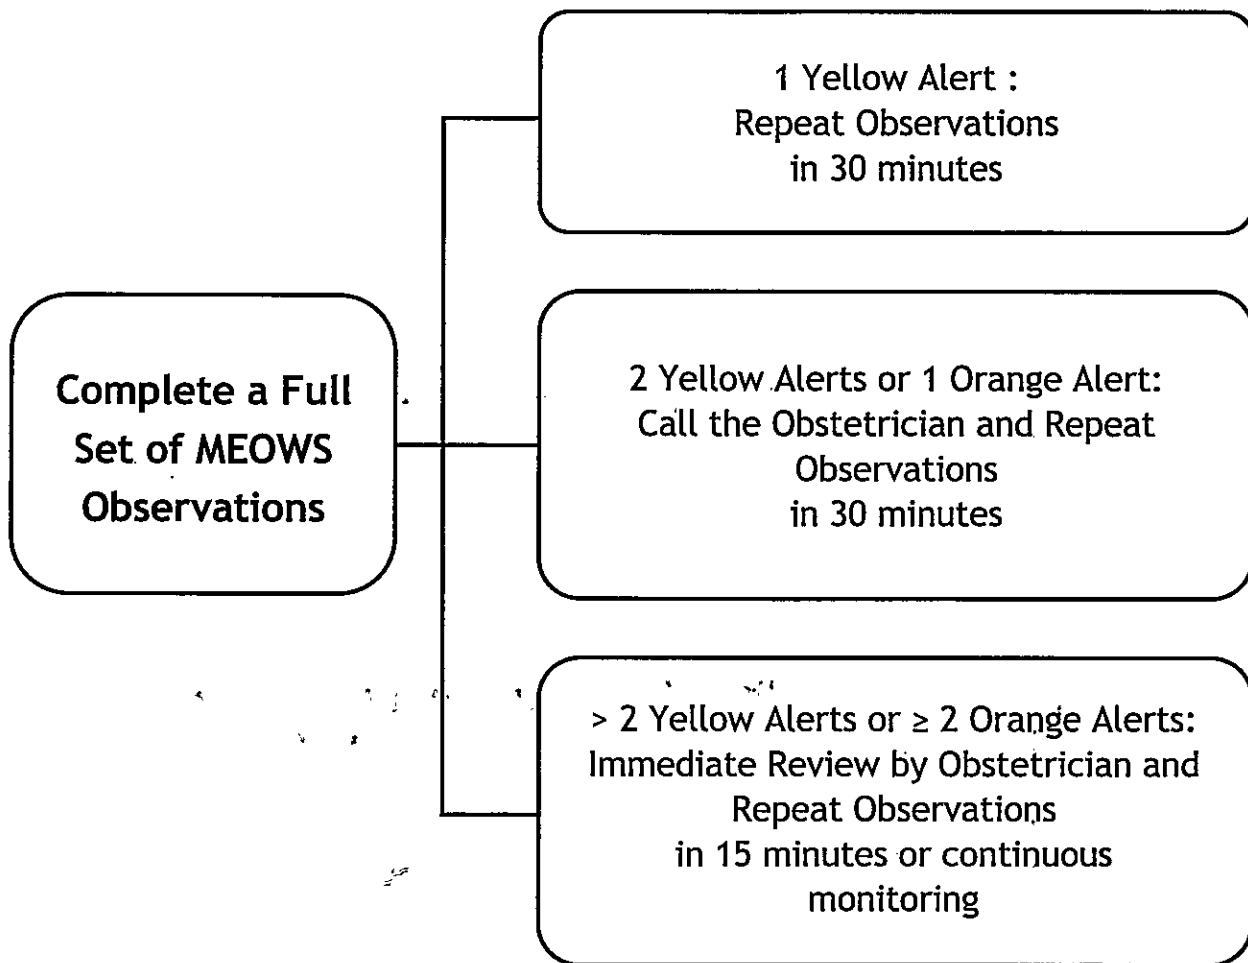 Complete a Full
Set of MEOWS
Observations
1 Yellow Alert :
Repeat Observations
in 30 minutes
2 Yellow Alerts or 1 Orange Alert:
Call the Obstetrician and Repeat
Observations
in 30 minutes
> 2 Yellow Alerts or ≥ 2 Orange Alerts:
Immediate Review by Obstetrician and
Repeat Observations
in 15 minutes or continuous
monitoring